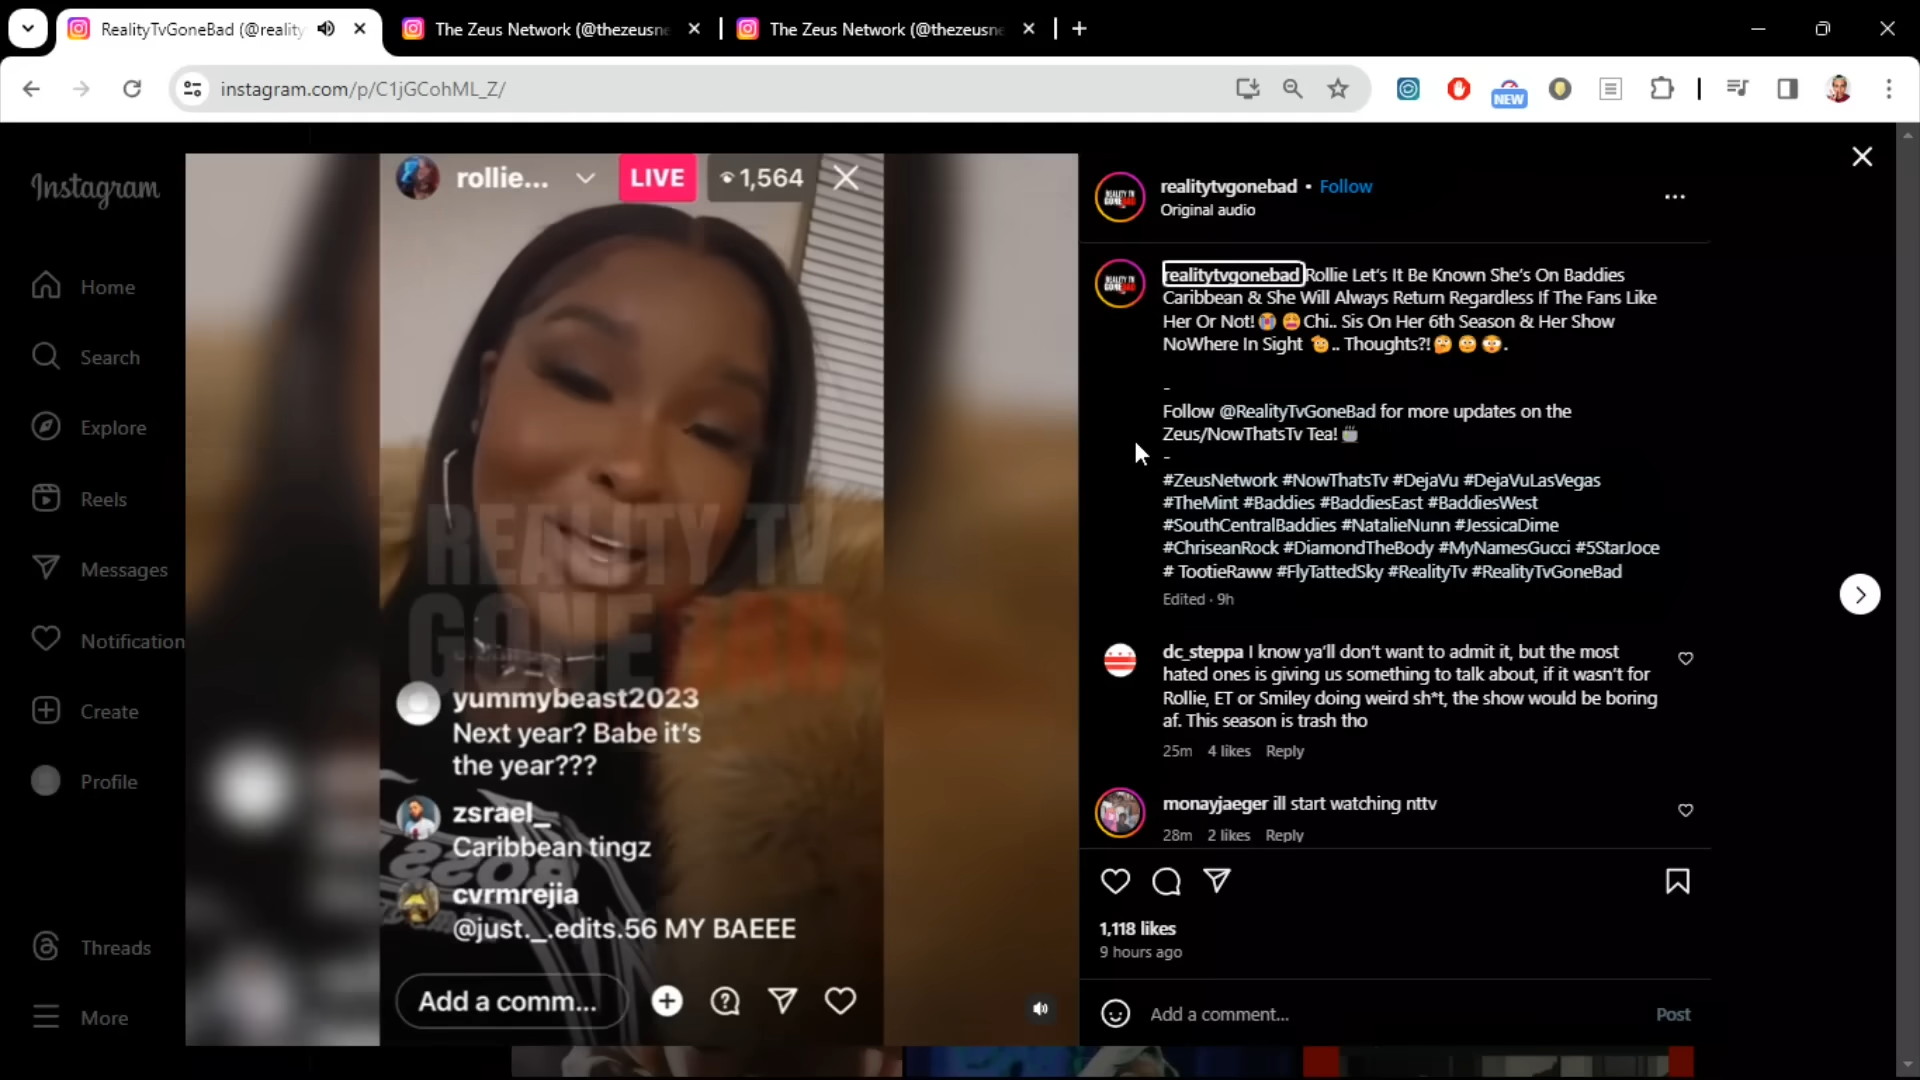 RealityTvGoneBad (@reality
The Zeus Network (@thezeusne
The Zeus Network (@thezeusne
instagram.com/p/C1jGCohML_Z/
NEW
Instagram
Home
Search
Explore
Reels
Messages
Notification
Create
Profile
Threads
More
rollie...
LIVE
1,564
REALITY TV
GONE BAD
yummybeast2023
Next year? Babe it's
the year???
zsrael_
Caribbean tingz
cvrmrejia
@just._.edits.56 MY BAEEE
Add a comm...
realitytvgonebad • Follow
Original audio
realitytvgonebad Rollie Let's It Be Known She's On Baddies
Caribbean & She Will Always Return Regardless If The Fans Like
Her Or Not!😭 🤩 Chi.. Sis On Her 6th Season & Her Show
NoWhere In Sight 🫡.. Thoughts?!🤔 😳 🤯.
-
Follow @RealityTvGoneBad for more updates on the
Zeus/NowThatsTv Tea!🍵
-
#ZeusNetwork #NowThatsTv #DejaVu #DejaVuLasVegas
#TheMint #Baddies #BaddiesEast #BaddiesWest
#SouthCentralBaddies #NatalieNunn #JessicaDime
#ChriseanRock #DiamondTheBody #MyNamesGucci #5StarJoce
# TootieRaww #FlyTattedSky #RealityTv #RealityTvGoneBad
Edited · 9h
dc_steppa I know ya'll don't want to admit it, but the most
hated ones is giving us something to talk about, if it wasn't for
Rollie, ET or Smiley doing weird sh*t, the show would be boring
af. This season is trash tho
25m 4 likes Reply
monayjaeger ill start watching nttv
28m 2 likes Reply
1,118 likes
9 hours ago
Add a comment...
Post